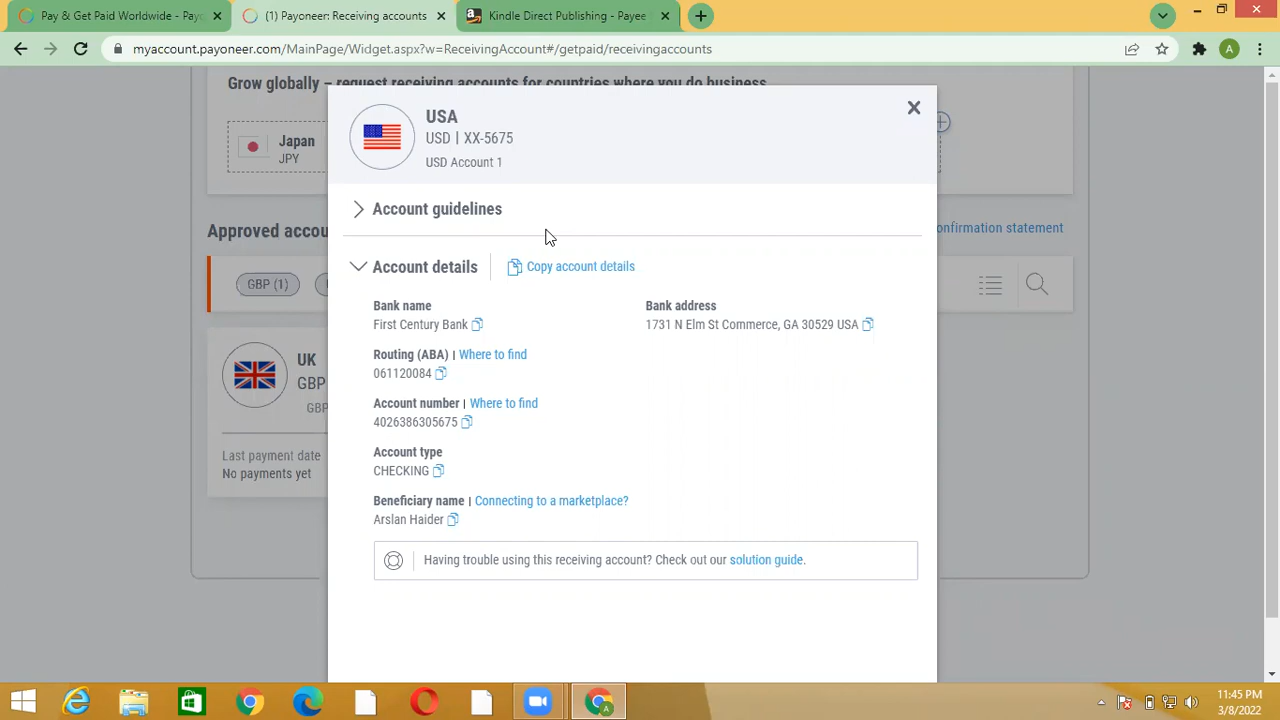 Pay & Get Paid Worldwide - Payo
(1) Payoneer: Receiving accounts
Kindle Direct Publishing - Payee
myaccount.payoneer.com/MainPage/Widget.aspx?w=ReceivingAccount#/getpaid/receivingaccounts
A
Grow globally – request receiving accounts for countries where you do business
Japan
JPY
USA
USD | XX-5675
USD Account 1
Account guidelines
Approved accou
onfirmation statement
Account details
Copy account details
GBP (1)
Bank name
Bank address
First Century Bank
1731 N Elm St Commerce, GA 30529 USA
Routing (ABA) | Where to find
061120084
UK
GBP
GBP
Account number | Where to find
4026386305675
Account type
CHECKING
Last payment date
No payments yet
Beneficiary name | Connecting to a marketplace?
Arslan Haider
Having trouble using this receiving account? Check out our solution guide.
11:45 PM
3/8/2022